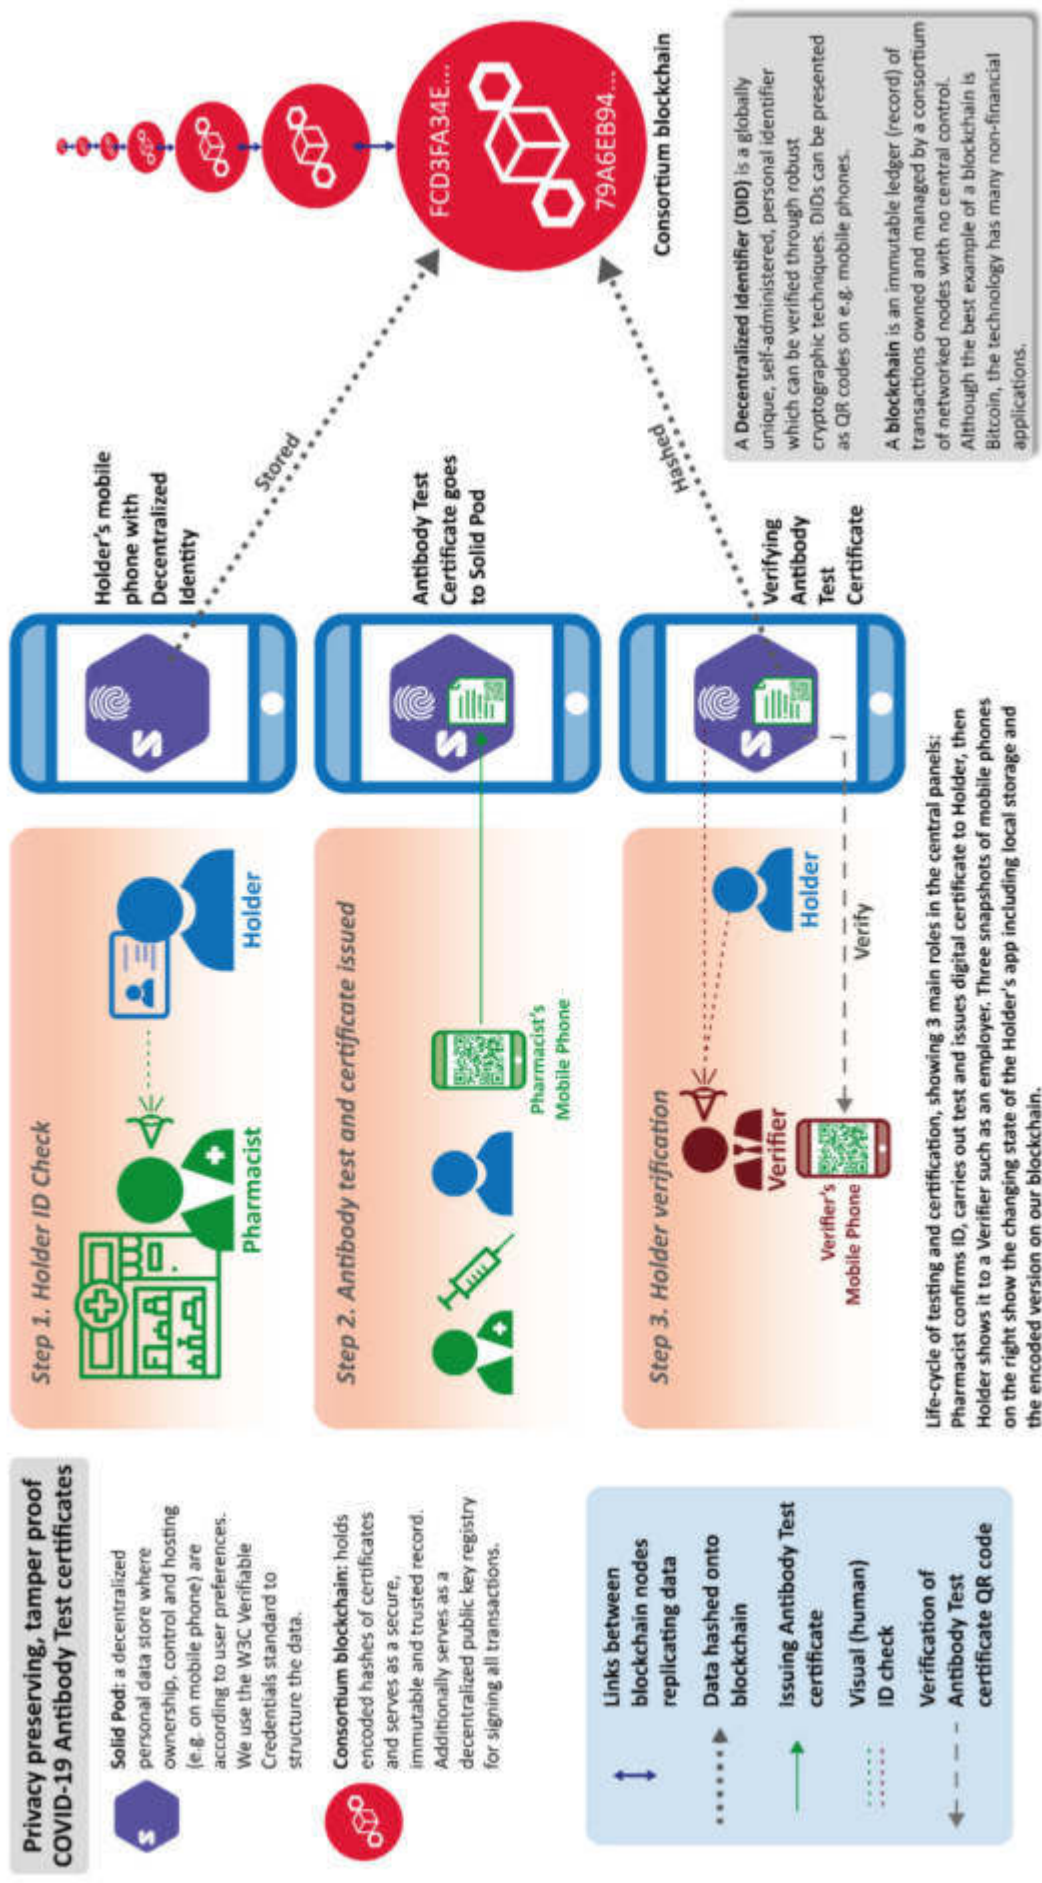 Privacy preserving, tamper proof
COVID-19 Antibody Test certificates
Solid Pod: a decentralized
personal data store where
ownership, control and hosting
(e.g. on mobile phone) are
according to user preferences.
We use the W3C Verifiable
Credentials standard to
structure the data.
Consortium blockchain: holds
encoded hashes of certificates
and serves as a secure,
immutable and trusted record.
Additionally serves as a
decentralized public key registry
for signing all transactions.
Links between
blockchain nodes
replicating data
Data hashed onto
blockchain
Issuing Antibody Test
certificate
Visual (human)
ID check
Verification of
Antibody Test
certificate QR code
Step 1. Holder ID Check
Pharmacist
Holder
Step 2. Antibody test and certificate issued
Pharmacist's
Mobile Phone
Step 3. Holder verification
Verifier
Verifier's
Mobile Phone
Holder
Verify
S
Holder's mobile
phone with
Decentralized
Identity
Stored
S
Antibody Test
Certificate goes
to Solid Pod
S
Verifying
Antibody
Test
Certificate
Hashed
FCD3FA34E...
79A6EB94...
Consortium blockchain
A Decentralized Identifier (DID) is a globally
unique, self-administered, personal identifier
which can be verified through robust
cryptographic techniques. DIDs can be presented
as QR codes on e.g. mobile phones.
A blockchain is an immutable ledger (record) of
transactions owned and managed by a consortium
of networked nodes with no central control.
Although the best example of a blockchain is
Bitcoin, the technology has many non-financial
applications.
Life-cycle of testing and certification, showing 3 main roles in the central panels:
Pharmacist confirms ID, carries out test and issues digital certificate to Holder, then
Holder shows it to a Verifier such as an employer. Three snapshots of mobile phones
on the right show the changing state of the Holder's app including local storage and
the encoded version on our blockchain.
S